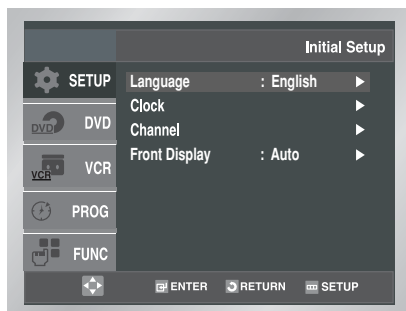 Initial Setup
SETUP
Language : English
Clock
DVD DVD
Channel
Front Display : Auto
VCR VCR
PROG
FUNC
ENTER RETURN SETUP